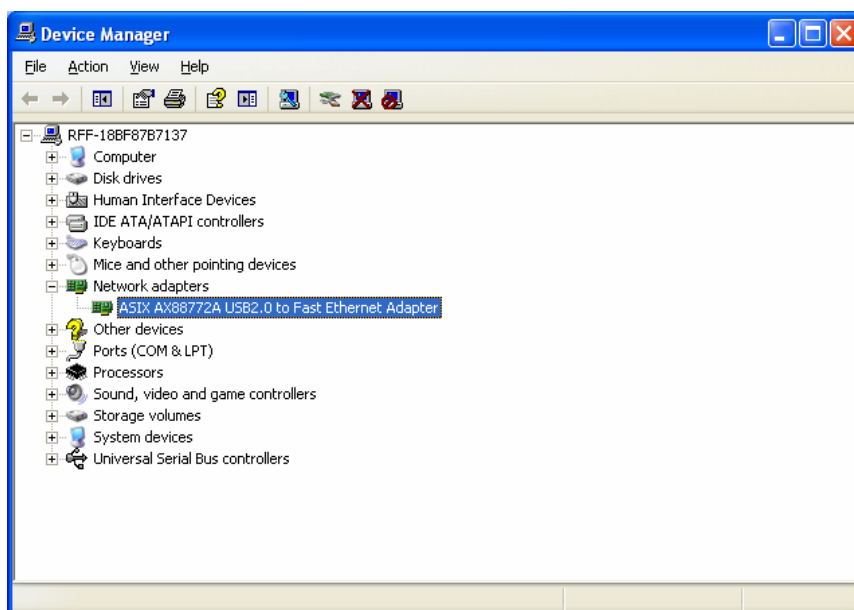 Device Manager
File Action View Help
RFF-18BF87B7137
Computer
Disk drives
Human Interface Devices
IDE ATA/ATAPI controllers
Keyboards
Mice and other pointing devices
Network adapters
ASIX AX88772A USB2.0 to Fast Ethernet Adapter
Other devices
Ports (COM & LPT)
Processors
Sound, video and game controllers
Storage volumes
System devices
Universal Serial Bus controllers